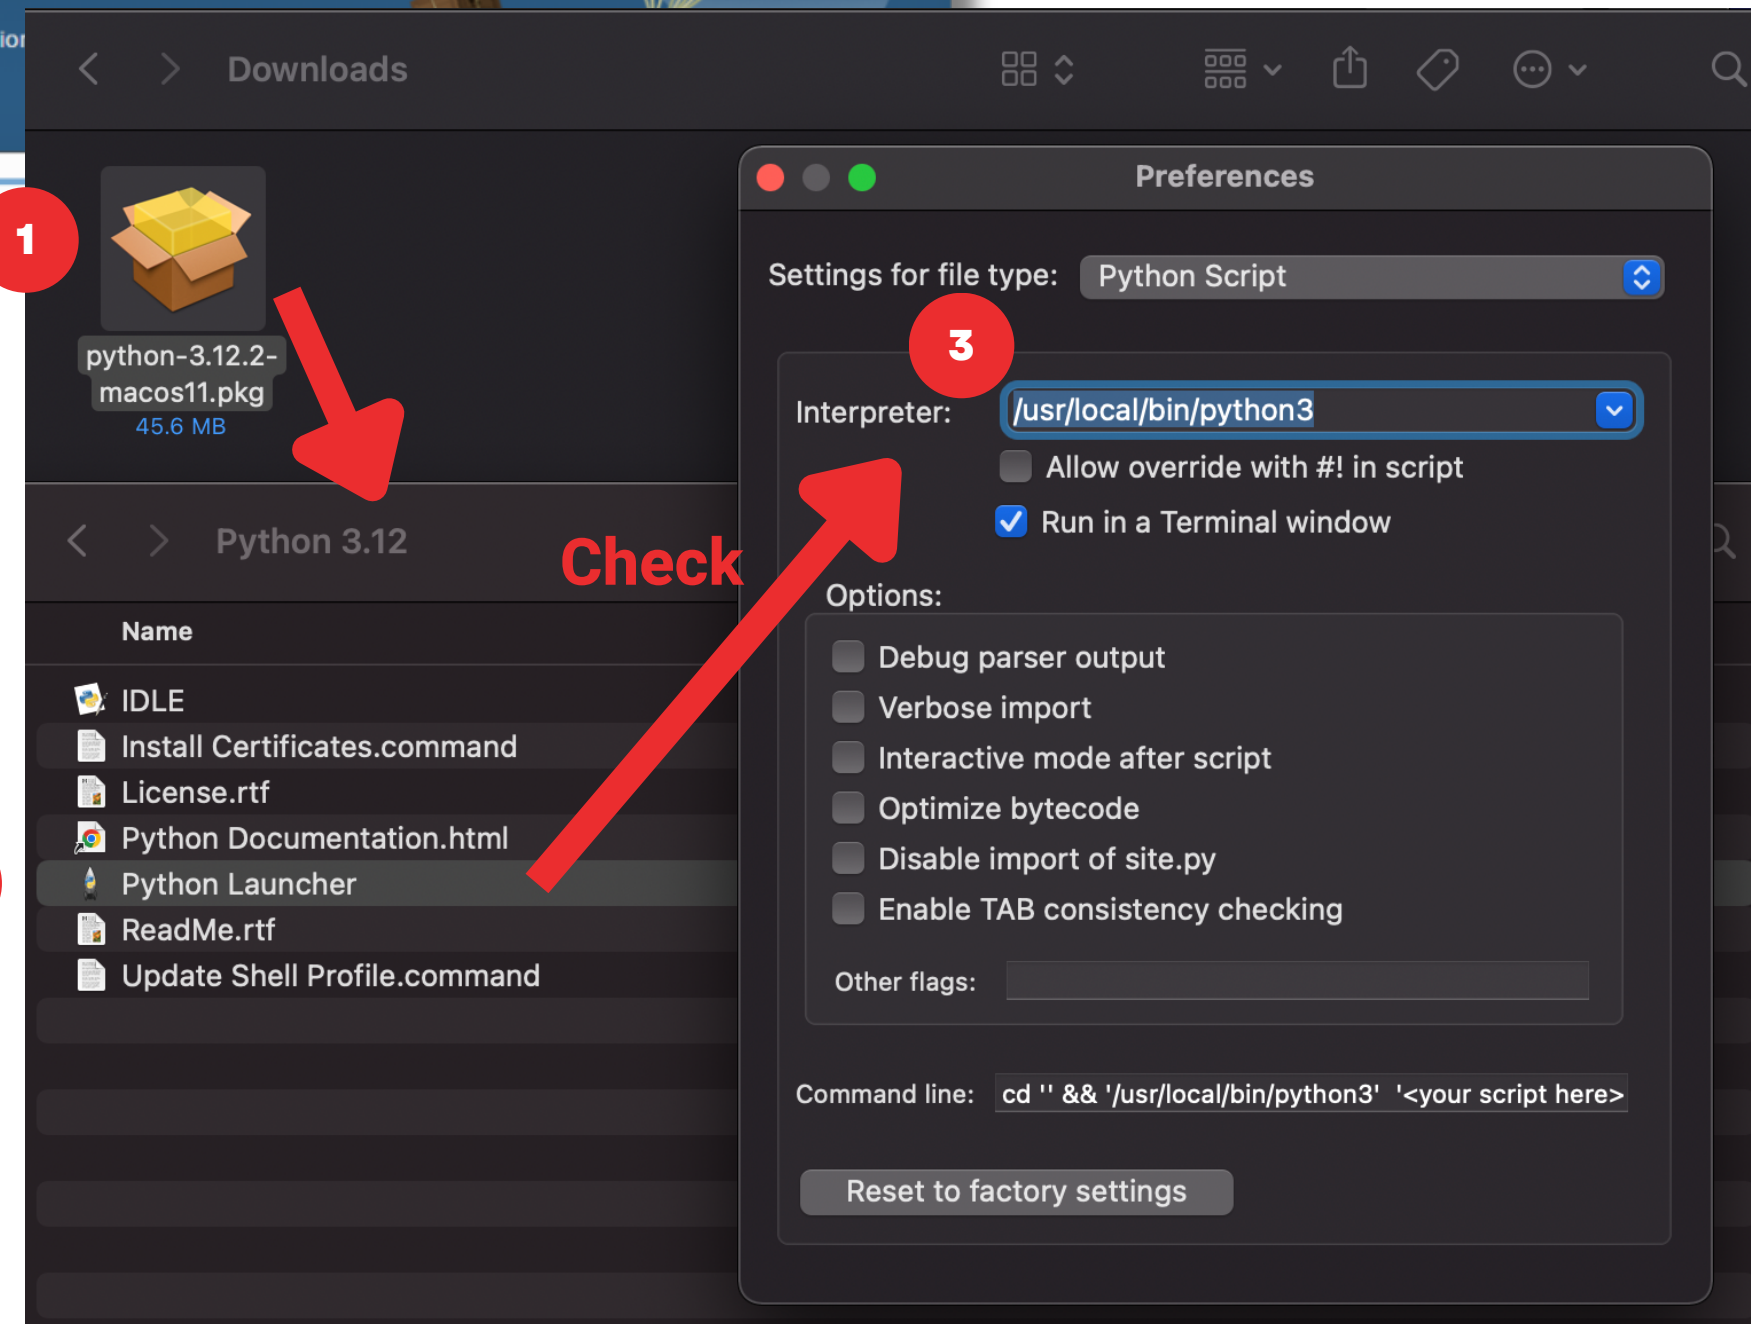 Downloads
1
python-3.12.2-
macos11.pkg
45.6 MB
Python 3.12
Check
Name
IDLE
Install Certificates.command
License.rtf
Python Documentation.html
Python Launcher
ReadMe.rtf
Update Shell Profile.command
Preferences
Settings for file type: Python Script
3
Interpreter: /usr/local/bin/python3
Allow override with #! in script
Run in a Terminal window
Options:
Debug parser output
Verbose import
Interactive mode after script
Optimize bytecode
Disable import of site.py
Enable TAB consistency checking
Other flags:
Command line: cd '' && '/usr/local/bin/python3' '<your script here>
Reset to factory settings